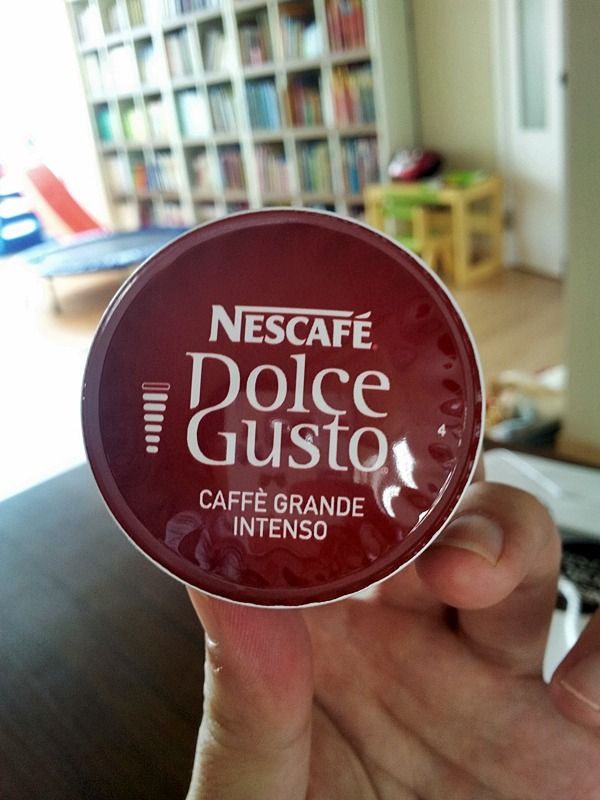 NESCAFÉ
Dolce
Gusto
CAFFÈ GRANDE
INTENSO
4